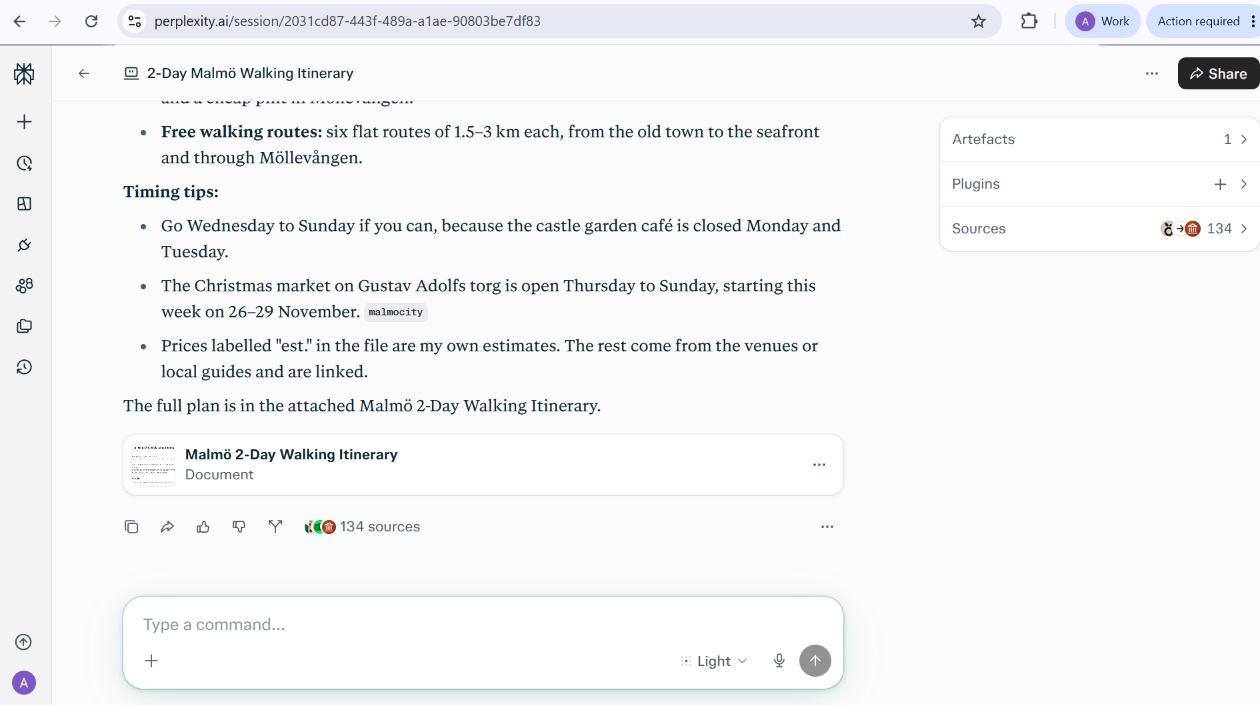 perplexity.ai/session/2031cd87-443f-489a-a1ae-90803be7df83
A
Work
Action required
2-Day Malmö Walking Itinerary
Share
and a cheap pint in Möllevången.
Free walking routes: six flat routes of 1.5–3 km each, from the old town to the seafront
and through Möllevången.
Timing tips:
Go Wednesday to Sunday if you can, because the castle garden café is closed Monday and
Tuesday.
The Christmas market on Gustav Adolfs torg is open Thursday to Sunday, starting this
week on 26–29 November. malmocity
Prices labelled "est." in the file are my own estimates. The rest come from the venues or
local guides and are linked.
The full plan is in the attached Malmö 2-Day Walking Itinerary.
Malmö 2-Day Walking Itinerary
Document
134 sources
Type a command...
Light
A
Artefacts
1
Plugins
Sources
134